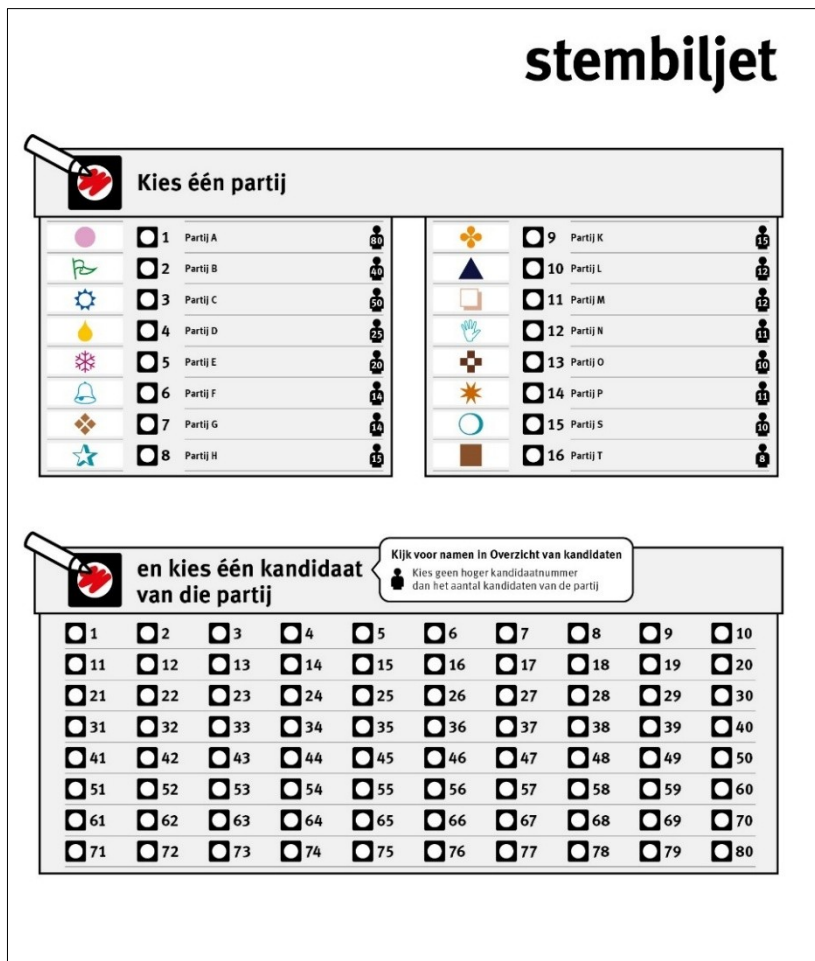 stembiljet
Kies één partij
1 Partij A 80
2 Partij B 40
3 Partij C 50
4 Partij D 25
5 Partij E 20
6 Partij F 14
7 Partij G 14
8 Partij H 15
9 Partij K 15
10 Partij L 12
11 Partij M 12
12 Partij N 11
13 Partij O 10
14 Partij P 11
15 Partij S 10
16 Partij T 8
en kies één kandidaat
van die partij
Kijk voor namen in Overzicht van kandidaten
Kies geen hoger kandidaatnummer
dan het aantal kandidaten van de partij
1 2 3 4 5 6 7 8 9 10
11 12 13 14 15 16 17 18 19 20
21 22 23 24 25 26 27 28 29 30
31 32 33 34 35 36 37 38 39 40
41 42 43 44 45 46 47 48 49 50
51 52 53 54 55 56 57 58 59 60
61 62 63 64 65 66 67 68 69 70
71 72 73 74 75 76 77 78 79 80